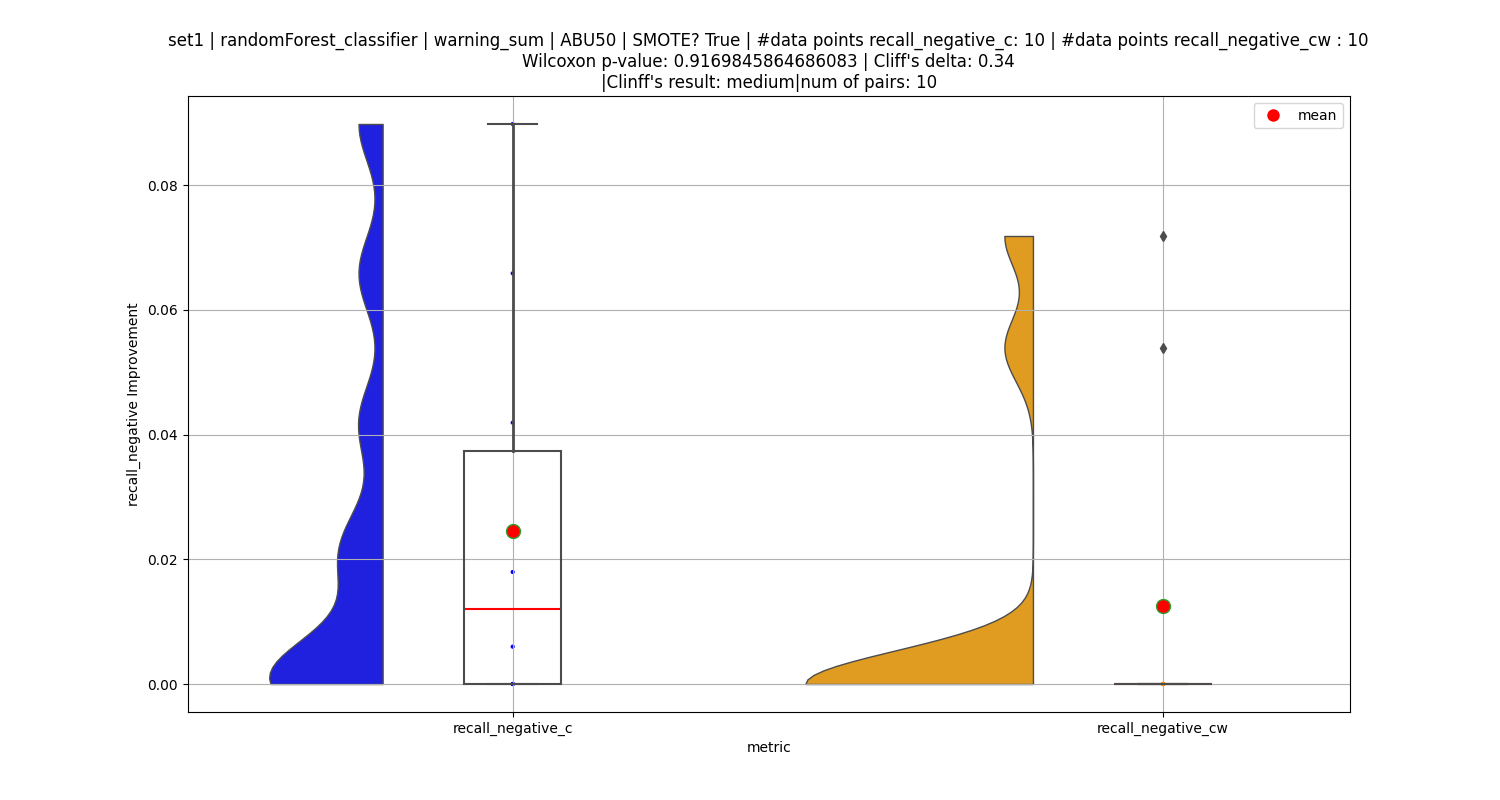 set1 | randomForest_classifier | warning_sum | ABU50 | SMOTE? True | #data points recall_negative_c: 10 | #data points recall_negative_cw : 10
Wilcoxon p-value: 0.9169845864686083 | Cliff's delta: 0.34
|Clinff's result: medium|num of pairs: 10
mean
0.08
0.06
0.04
0.02
0.00
recall_negative Improvement
recall_negative_c
recall_negative_cw
metric